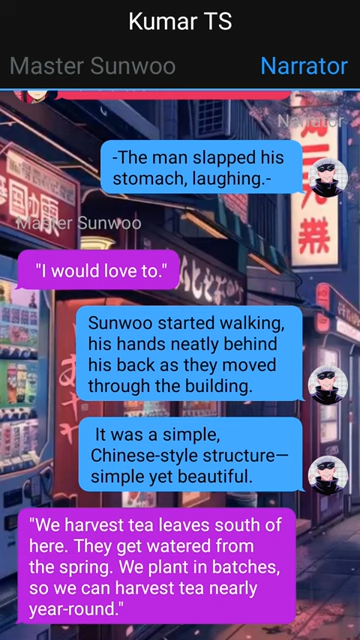 Kumar TS
Master Sunwoo
Narrator
Narrator
-The man slapped his
stomach, laughing.-
Master Sunwoo
"I would love to."
Sunwoo started walking,
his hands neatly behind
his back as they moved
through the building.
It was a simple,
Chinese-style structure—
simple yet beautiful.
"We harvest tea leaves south of
here. They get watered from
the spring. We plant in batches,
so we can harvest tea nearly
year-round."